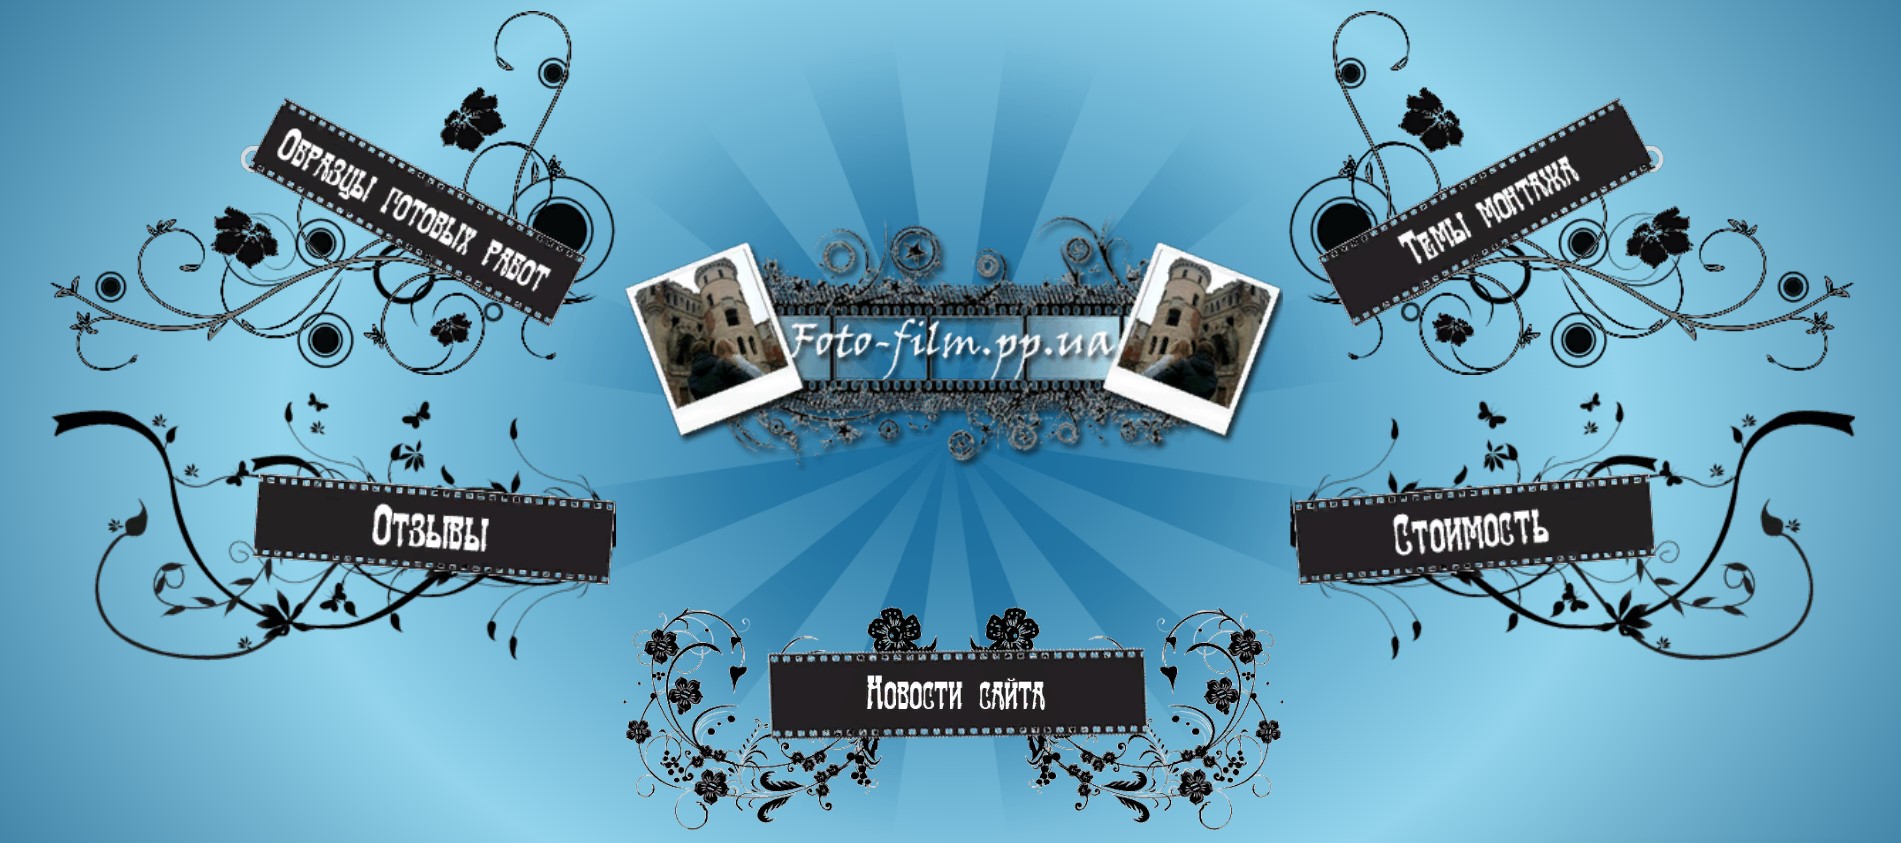 Образцы готовых работ
Темы монтажа
Foto-film.pp.ua
Отзывы
Стоимость
Новости сайта